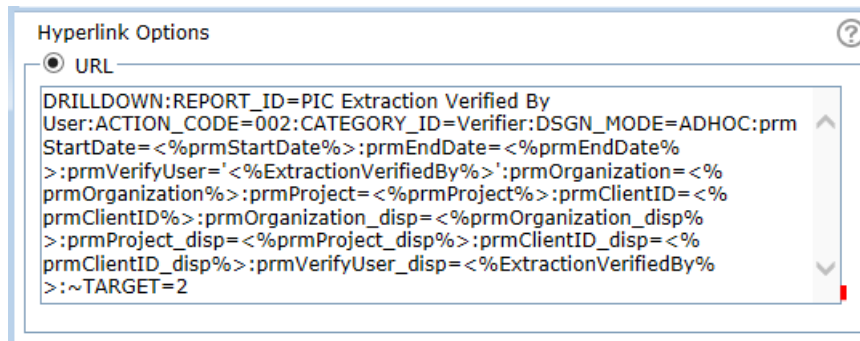 Hyperlink Options
?
URL
DRILLDOWN:REPORT_ID=PIC Extraction Verified By
User:ACTION_CODE=002:CATEGORY_ID=Verifier:DSGN_MODE=ADHOC:prm
StartDate=<%prmStartDate%>:prmEndDate=<%prmEndDate%
>:prmVerifyUser='<%ExtractionVerifiedBy%>':prmOrganization=<%
prmOrganization%>:prmProject=<%prmProject%>:prmClientID=<%
prmClientID%>:prmOrganization_disp=<%prmOrganization_disp%
>:prmProject_disp=<%prmProject_disp%>:prmClientID_disp=<%
prmClientID_disp%>:prmVerifyUser_disp=<%ExtractionVerifiedBy%
>:~TARGET=2